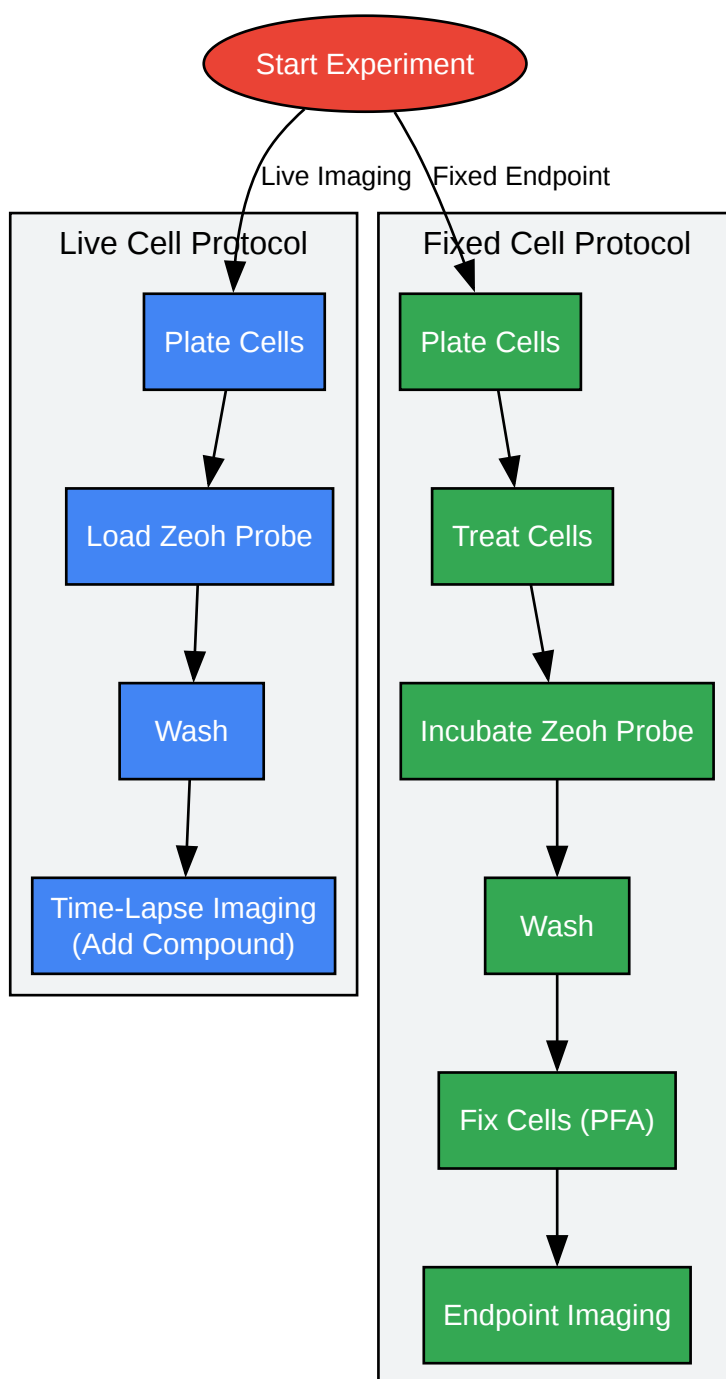 Start Experiment
Live Imaging
Fixed Endpoint
Live Cell Protocol
Plate Cells
Load Zeoh Probe
Wash
Time-Lapse Imaging
(Add Compound)
Fixed Cell Protocol
Plate Cells
Treat Cells
Incubate Zeoh Probe
Wash
Fix Cells (PFA)
Endpoint Imaging